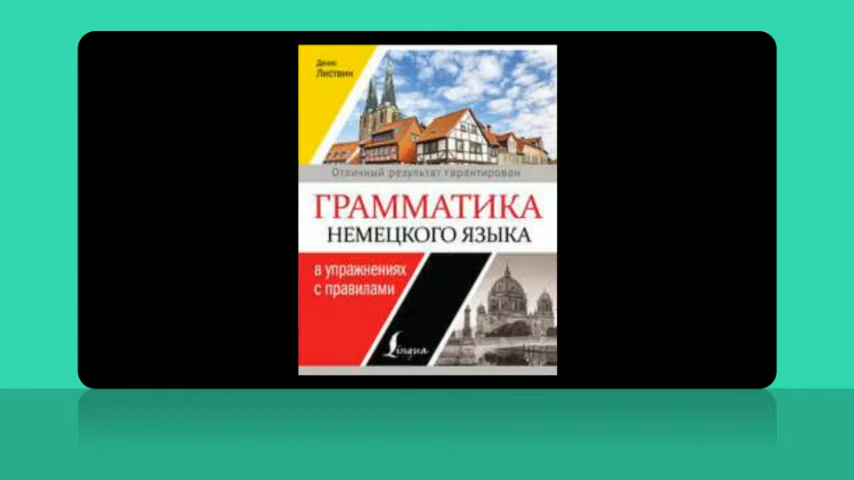 Денис
Листвин
Отличный результат гарантирован
ГРАММАТИКА
НЕМЕЦКОГО ЯЗЫКА
в упражнениях
с правилами
Lingua